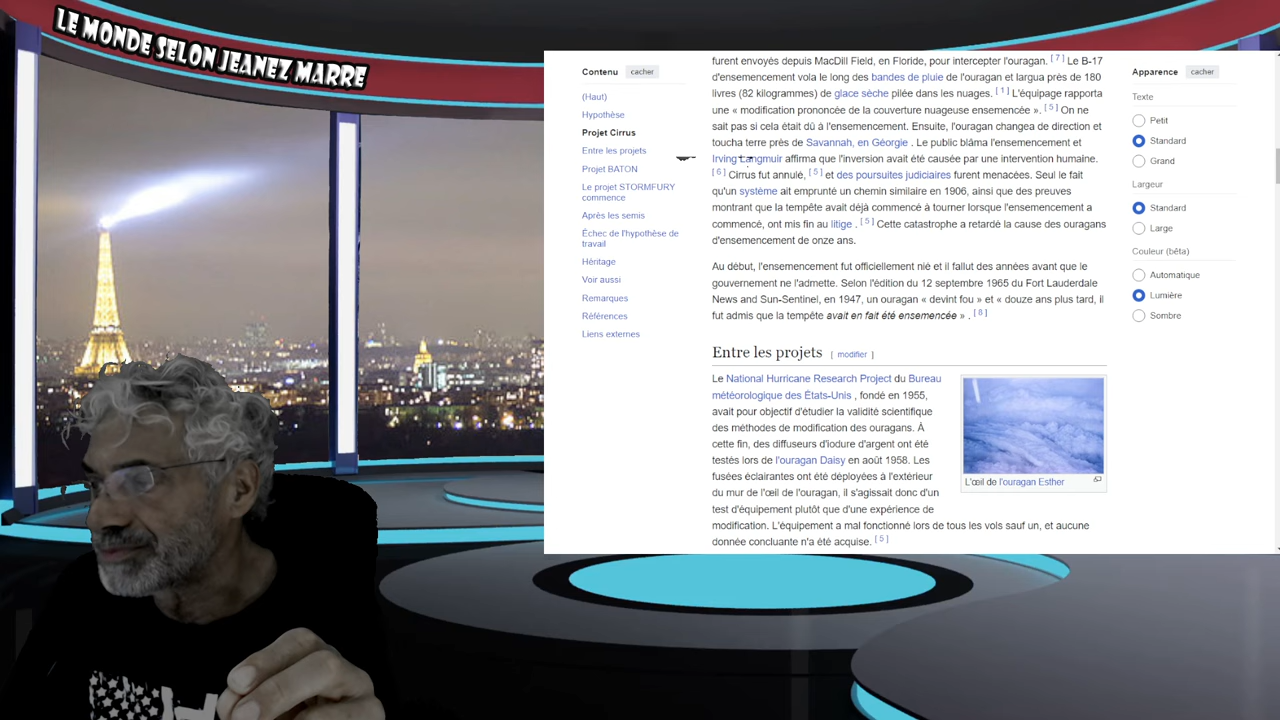 LE MONDE SELON JEANEZ MARRE
Contenu cacher
(Haut)
Hypothèse
Projet Cirrus
Entre les projets
Projet BATON
Le projet STORMFURY
commence
Après les semis
Échec de l'hypothèse de
travail
Héritage
Voir aussi
Remarques
Références
Liens externes
furent envoyés depuis MacDill Field, en Floride, pour intercepter l'ouragan. [ 7 ] Le B-17
d'ensemencement vola le long des bandes de pluie de l'ouragan et largua près de 180
livres (82 kilogrammes) de glace sèche pilée dans les nuages. [ 1 ] L'équipage rapporta
une « modification prononcée de la couverture nuageuse ensemencée ». [ 5 ] On ne
sait pas si cela était dû à l'ensemencement. Ensuite, l'ouragan changea de direction et
toucha terre près de Savannah, en Géorgie . Le public blâma l'ensemencement et
Irving Langmuir affirma que l'inversion avait été causée par une intervention humaine.
[ 6 ] Cirrus fut annulé, [ 5 ] et des poursuites judiciaires furent menacées. Seul le fait
qu'un système ait emprunté un chemin similaire en 1906, ainsi que des preuves
montrant que la tempête avait déjà commencé à tourner lorsque l'ensemencement a
commencé, ont mis fin au litige . [ 5 ] Cette catastrophe a retardé la cause des ouragans
d'ensemencement de onze ans.
Au début, l'ensemencement fut officiellement nié et il fallut des années avant que le
gouvernement ne l'admette. Selon l'édition du 12 septembre 1965 du Fort Lauderdale
News and Sun-Sentinel, en 1947, un ouragan « devint fou » et « douze ans plus tard, il
fut admis que la tempête avait en fait été ensemencée » . [ 8 ]
Entre les projets [ modifier ]
Le National Hurricane Research Project du Bureau
météorologique des États-Unis , fondé en 1955,
avait pour objectif d'étudier la validité scientifique
des méthodes de modification des ouragans. À
cette fin, des diffuseurs d'iodure d'argent ont été
testés lors de l'ouragan Daisy en août 1958. Les
fusées éclairantes ont été déployées à l'extérieur
du mur de l'œil de l'ouragan, il s'agissait donc d'un
test d'équipement plutôt que d'une expérience de
modification. L'équipement a mal fonctionné lors de tous les vols sauf un, et aucune
donnée concluante n'a été acquise. [ 5 ]
L'œil de l'ouragan Esther
Apparence cacher
Texte
Petit
Standard
Grand
Largeur
Standard
Large
Couleur (bêta)
Automatique
Lumière
Sombre